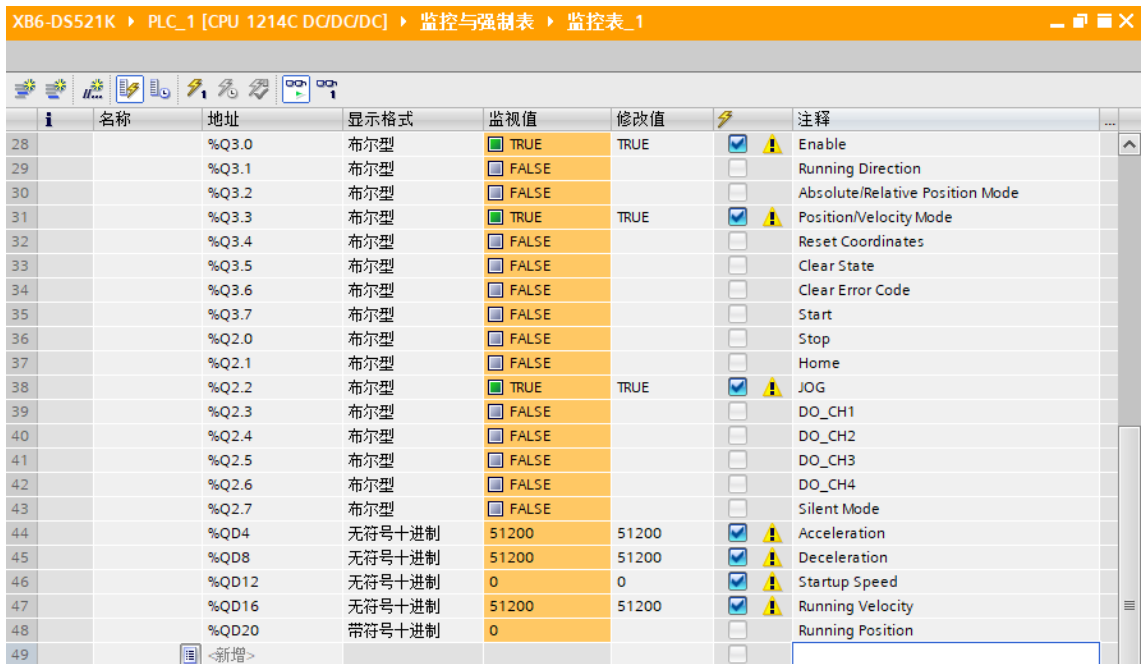 XB6-DS521K ▸ PLC_1 [CPU 1214C DC/DC/DC] ▸ 监控与强制表 ▸ 监控表_1
i 名称 地址 显示格式 监视值 修改值 注释 ...
28 %Q3.0 布尔型 TRUE TRUE Enable
29 %Q3.1 布尔型 FALSE Running Direction
30 %Q3.2 布尔型 FALSE Absolute/Relative Position Mode
31 %Q3.3 布尔型 TRUE TRUE Position/Velocity Mode
32 %Q3.4 布尔型 FALSE Reset Coordinates
33 %Q3.5 布尔型 FALSE Clear State
34 %Q3.6 布尔型 FALSE Clear Error Code
35 %Q3.7 布尔型 FALSE Start
36 %Q2.0 布尔型 FALSE Stop
37 %Q2.1 布尔型 FALSE Home
38 %Q2.2 布尔型 TRUE TRUE JOG
39 %Q2.3 布尔型 FALSE DO_CH1
40 %Q2.4 布尔型 FALSE DO_CH2
41 %Q2.5 布尔型 FALSE DO_CH3
42 %Q2.6 布尔型 FALSE DO_CH4
43 %Q2.7 布尔型 FALSE Silent Mode
44 %QD4 无符号十进制 51200 51200 Acceleration
45 %QD8 无符号十进制 51200 51200 Deceleration
46 %QD12 无符号十进制 0 0 Startup Speed
47 %QD16 无符号十进制 51200 51200 Running Velocity
48 %QD20 带符号十进制 0 Running Position
49 <新增>